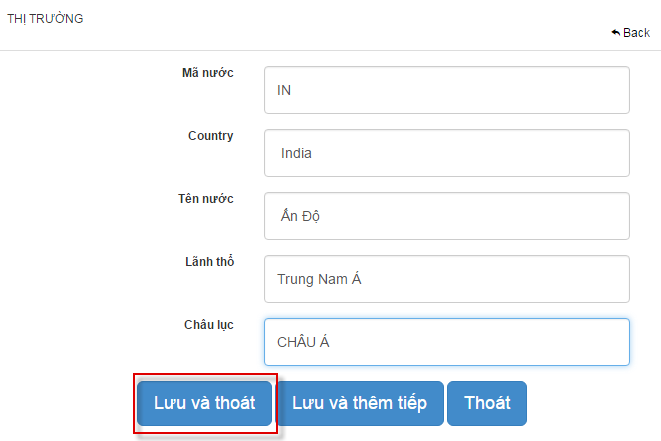 THỊ TRƯỜNG
Back
Mã nước
IN
Country
India
Tên nước
Ấn Độ
Lãnh thổ
Trung Nam Á
Châu lục
CHÂU Á
Lưu và thoát
Lưu và thêm tiếp
Thoát